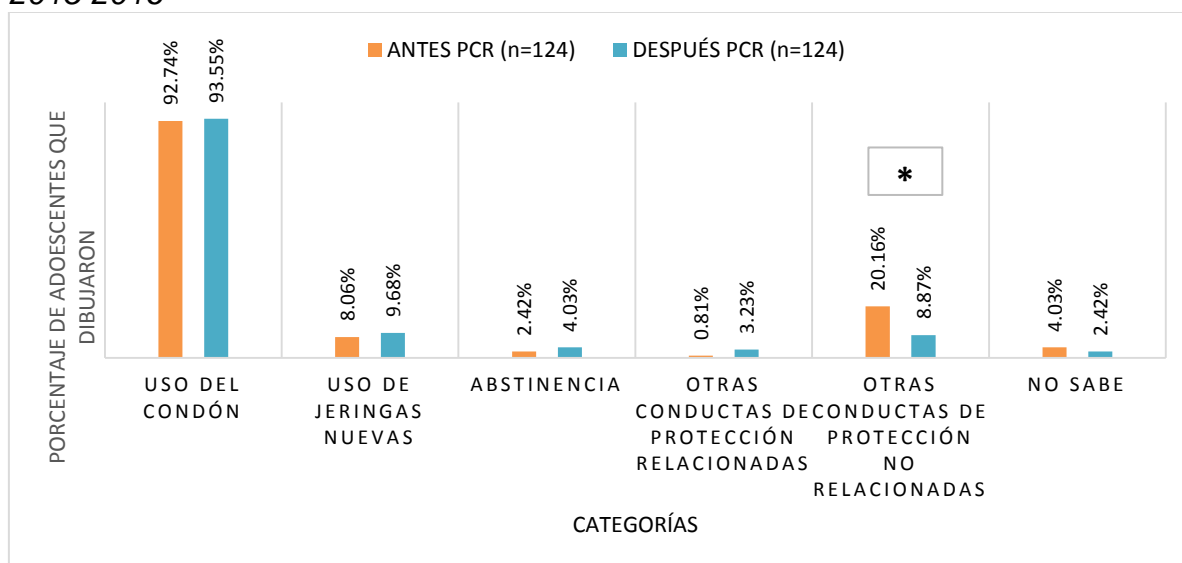 ANTES PCR (n=124) DESPUÉS PCR (n=124)
PORCENTAJE DE ADOESCENTES QUE
DIBUJARON
92.74% 93.55%
8.06% 9.68%
2.42% 4.03%
0.81% 3.23%
20.16% 8.87%
*
4.03% 2.42%
USO DEL
CONDÓN
USO DE
JERINGAS
NUEVAS
ABSTINENCIA
OTRAS
CONDUCTAS DE
PROTECCIÓN
RELACIONADAS
OTRAS
CONDUCTAS DE
PROTECCIÓN
NO
RELACIONADAS
NO SABE
CATEGORÍAS